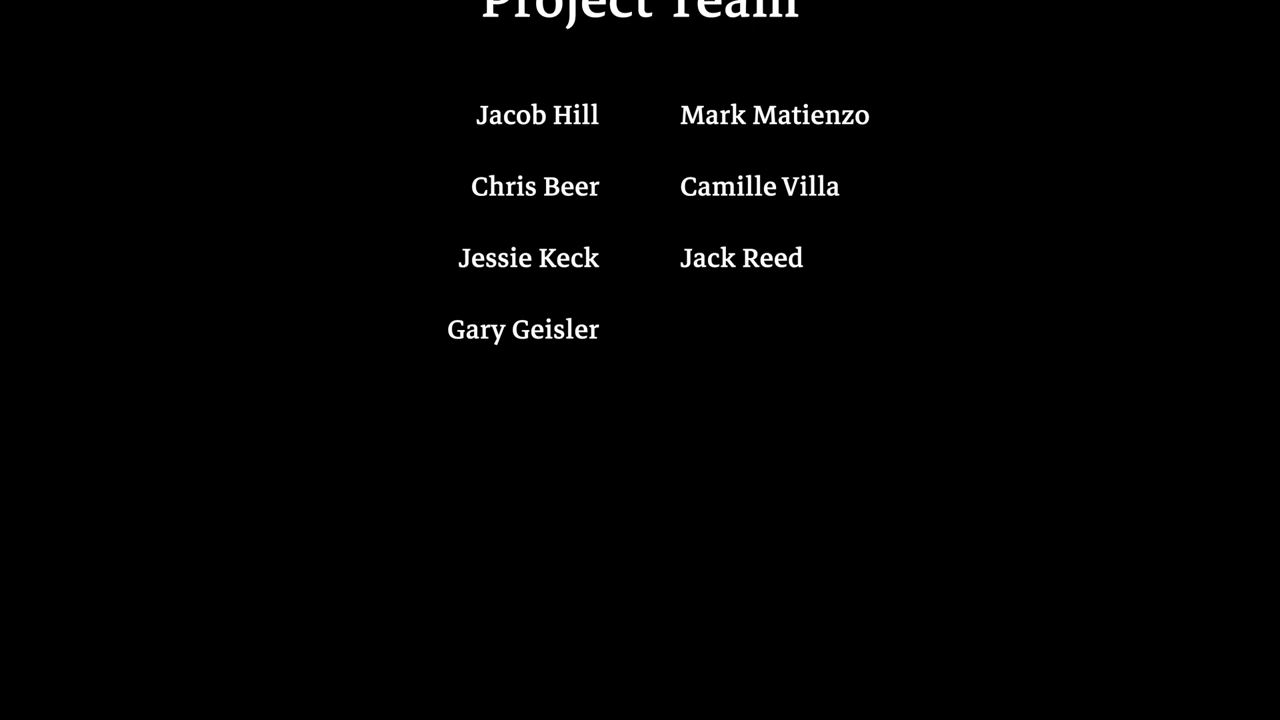 Project Team
Jacob Hill Mark Matienzo
Chris Beer Camille Villa
Jessie Keck Jack Reed
Gary Geisler